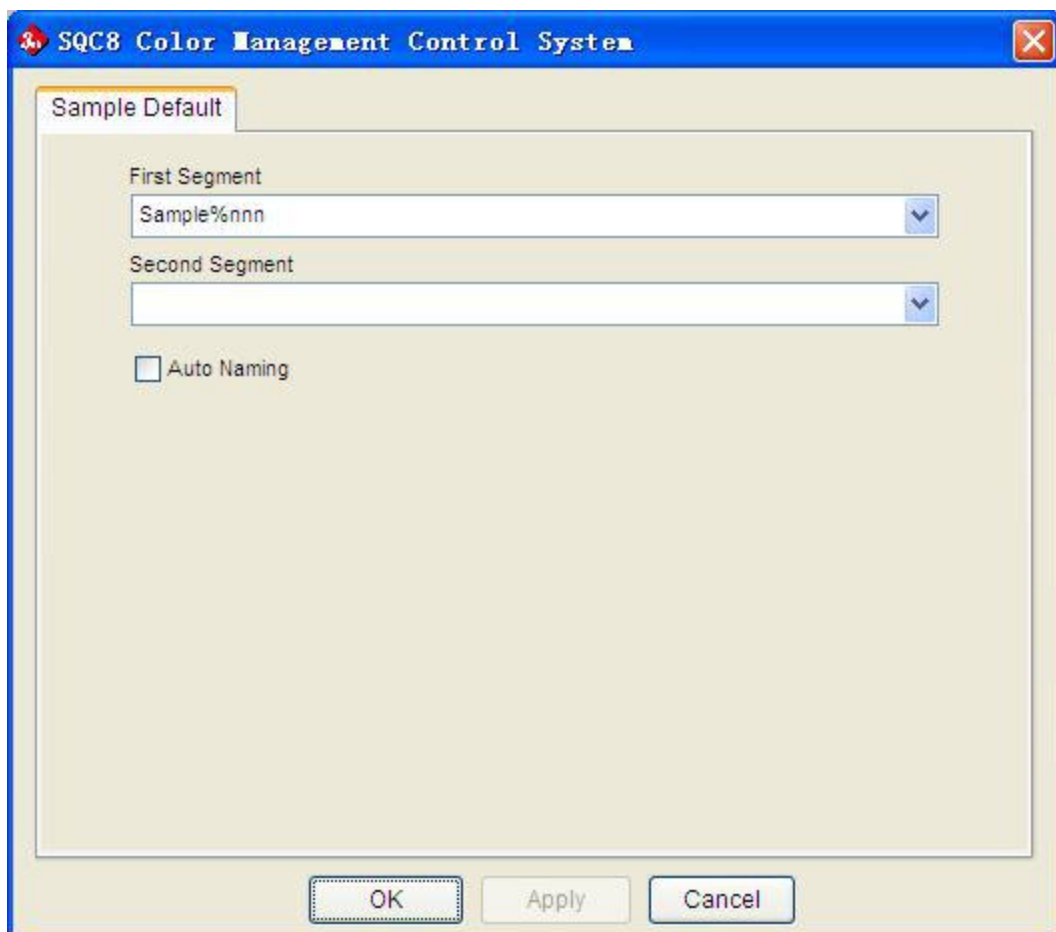 SQC8 Color Management Control System
Sample Default
First Segment
Sample%nnn
Second Segment
Auto Naming
OK
Apply
Cancel